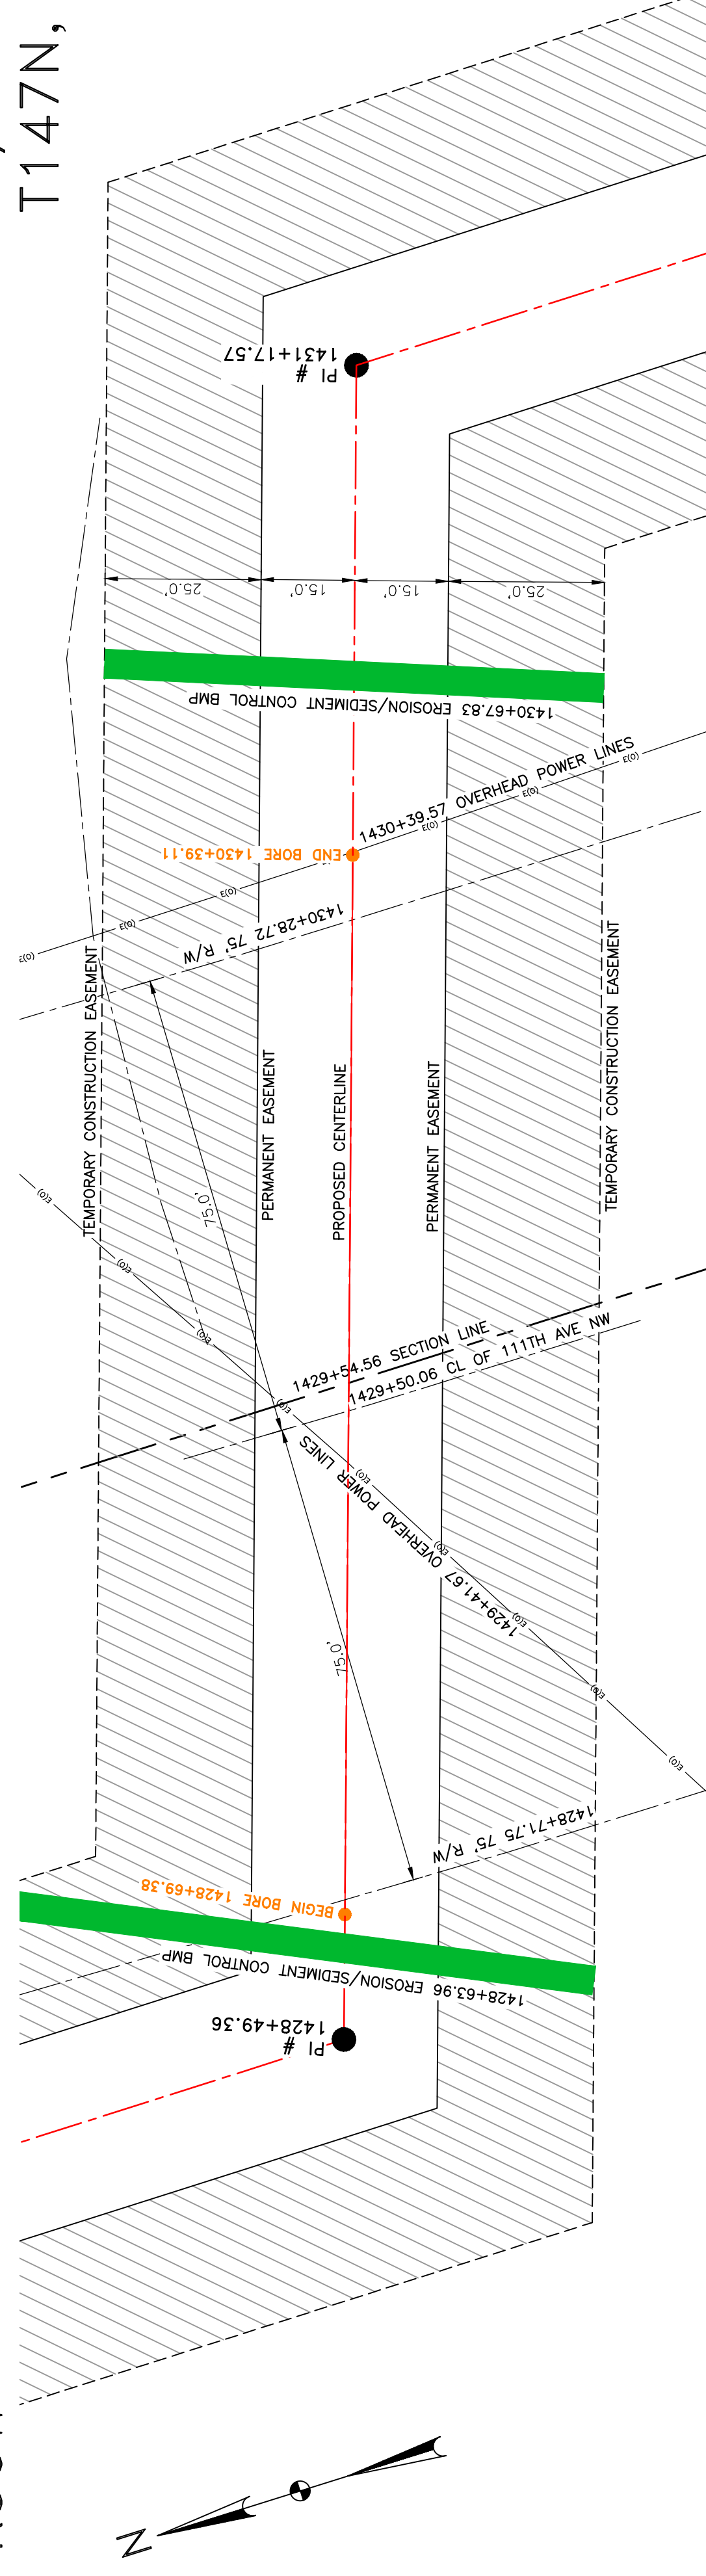 T147N,
PI #
1431+17.57
25.0'
15.0'
15.0'
25.0'
1430+67.83 EROSION/SEDIMENT CONTROL BMP
1430+39.57 OVERHEAD POWER LINES
E(O)
E(O)
E(O)
E(O)
E(O)
E(O)
END BORE 1430+39.11
1430+28.72 75' R/W
TEMPORARY CONSTRUCTION EASEMENT
PERMANENT EASEMENT
PROPOSED CENTERLINE
PERMANENT EASEMENT
TEMPORARY CONSTRUCTION EASEMENT
75.0'
E(O)
E(O)
E(O)
E(O)
E(O)
E(O)
E(O)
E(O)
E(O)
1429+54.56 SECTION LINE
1429+50.06 CL OF 111TH AVE NW
1429+41.67 OVERHEAD POWER LINES
75.0'
1428+71.75 75' R/W
BEGIN BORE 1428+69.38
1428+63.96 EROSION/SEDIMENT CONTROL BMP
PI #
1428+49.36
N